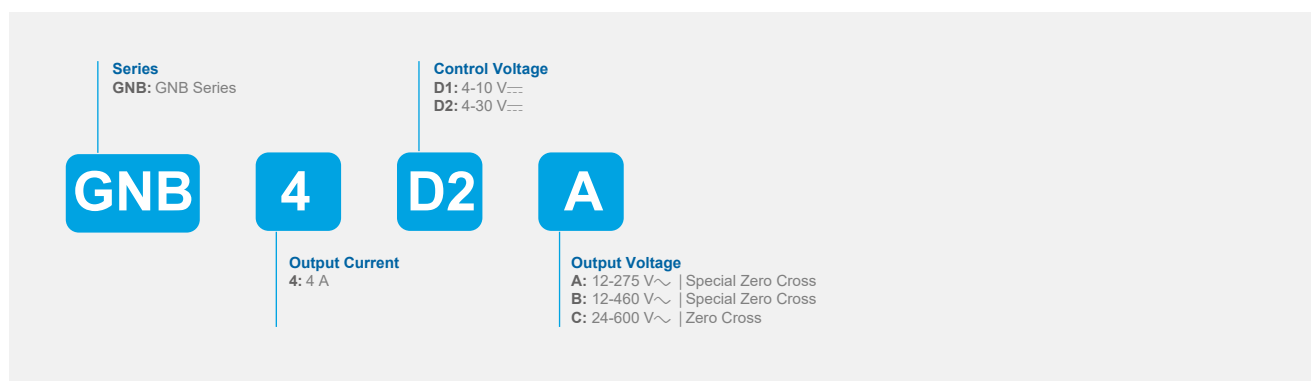 Series
GNB: GNB Series
Control Voltage
D1: 4-10 V⎓
D2: 4-30 V⎓
GNB 4 D2 A
Output Current
4: 4 A
Output Voltage
A: 12-275 V∿ | Special Zero Cross
B: 12-460 V∿ | Special Zero Cross
C: 24-600 V∿ | Zero Cross